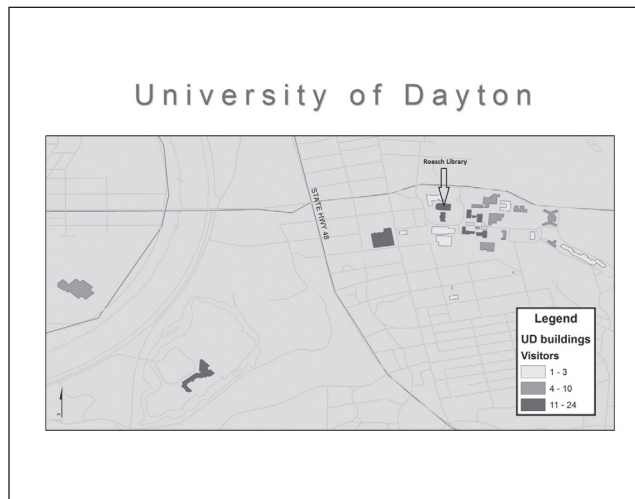 University of Dayton
Roesch Library
STATE HWY 48
Legend
UD buildings
Visitors
1 - 3
4 - 10
11 - 24